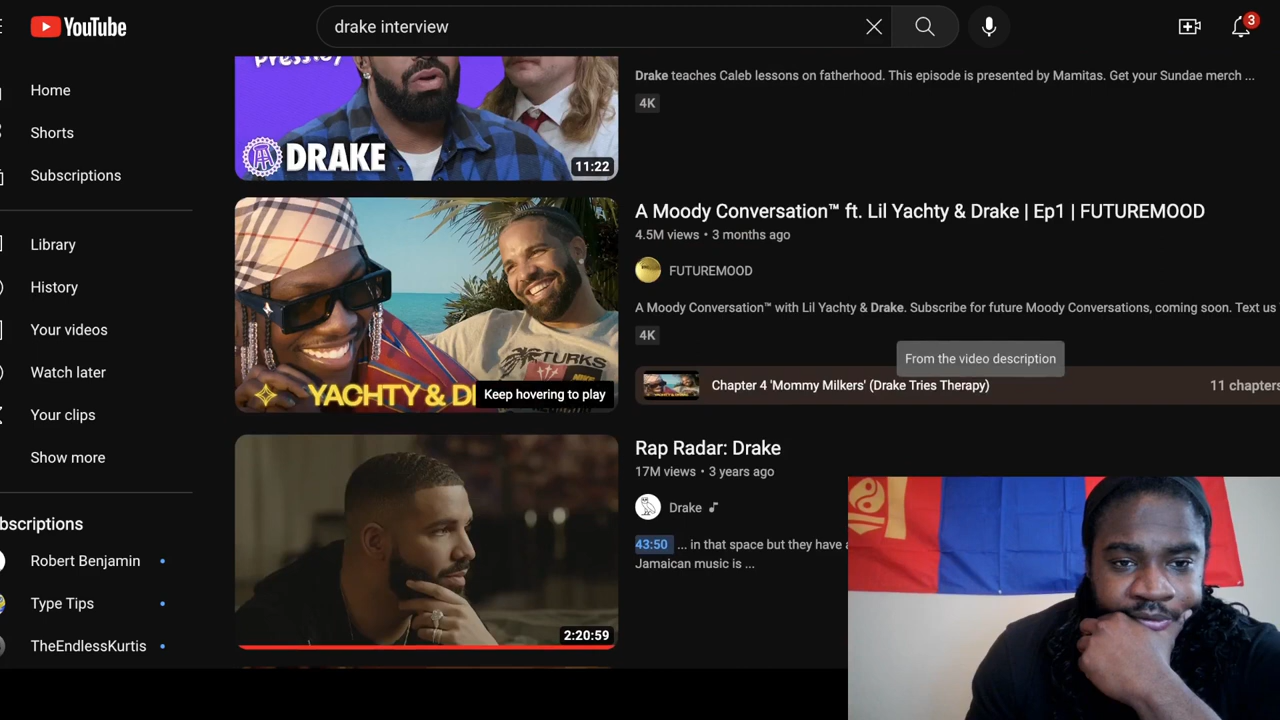 YouTube
drake interview
3
Home
Shorts
Subscriptions
Library
History
Your videos
Watch later
Your clips
Show more
bscriptions
Robert Benjamin
Type Tips
TheEndlessKurtis
Pressley
DRAKE
11:22
Drake teaches Caleb lessons on fatherhood. This episode is presented by Mamitas. Get your Sundae merch ...
4K
TURKS
YACHTY & D
Keep hovering to play
A Moody Conversation™ ft. Lil Yachty & Drake | Ep1 | FUTUREMOOD
4.5M views • 3 months ago
FUTUREMOOD
A Moody Conversation™ with Lil Yachty & Drake. Subscribe for future Moody Conversations, coming soon. Text us
4K
From the video description
Chapter 4 'Mommy Milkers' (Drake Tries Therapy)
11 chapters
2:20:59
Rap Radar: Drake
17M views • 3 years ago
Drake
43:50 ... in that space but they have a
Jamaican music is ...